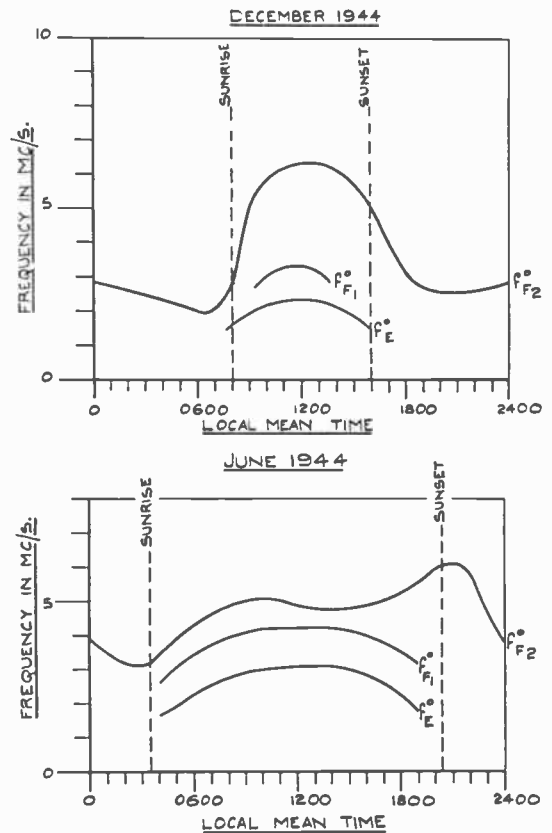 DECEMBER 1944
FREQUENCY IN MC/S.
10
5
0
SUNRISE
SUNSET
f°F1
f°F2
f°E
0 0600 1200 1800 2400
LOCAL MEAN TIME
JUNE 1944
FREQUENCY IN MC/S.
5
0
SUNRISE
SUNSET
f°F1
f°F2
f°E
0 0600 1200 1800 2400
LOCAL MEAN TIME